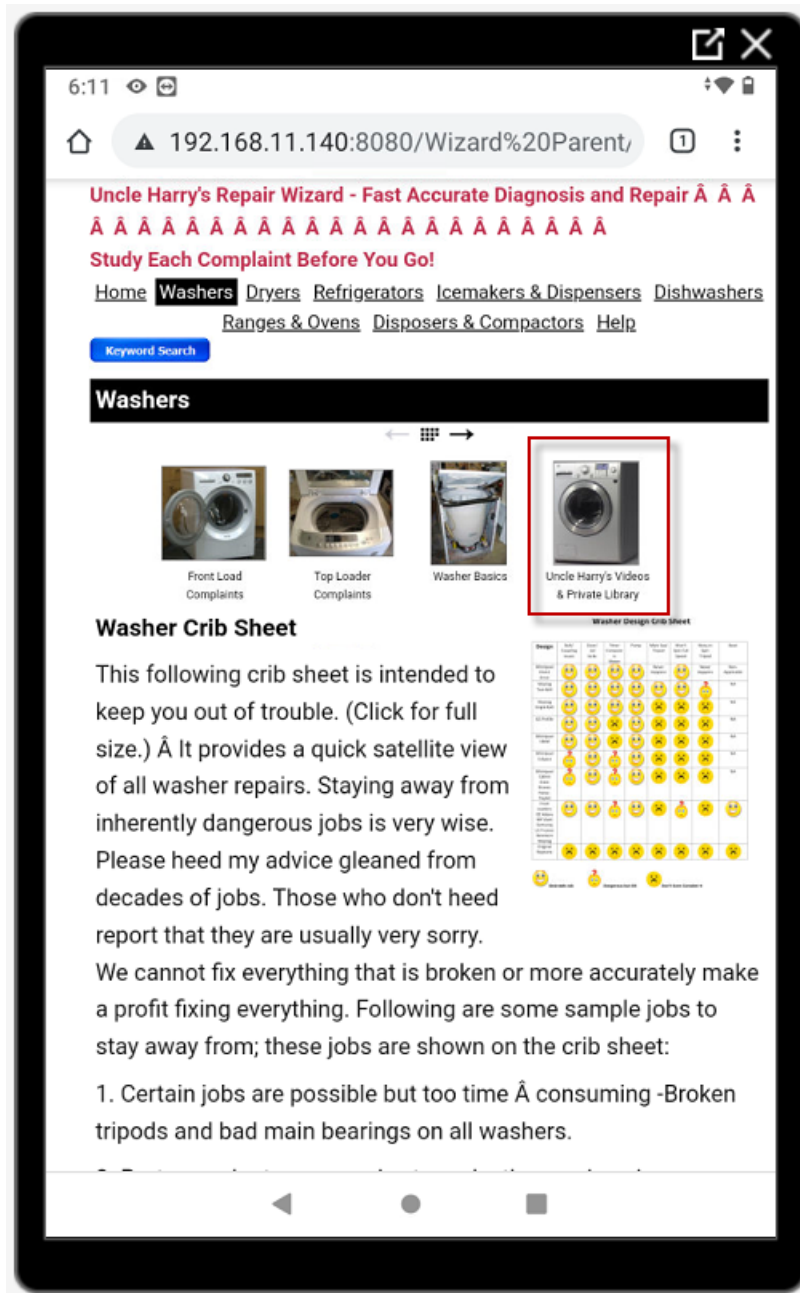 6:11
192.168.11.140:8080/Wizard%20Parent/
1
Uncle Harry's Repair Wizard - Fast Accurate Diagnosis and Repair Â Â Â
Â Â Â Â Â Â Â Â Â Â Â Â Â Â Â Â Â Â Â Â Â Â
Study Each Complaint Before You Go!
Home Washers Dryers Refrigerators Icemakers & Dispensers Dishwashers
Ranges & Ovens Disposers & Compactors Help
Keyword Search
Washers
Front Load
Complaints
Top Loader
Complaints
Washer Basics
Uncle Harry's Videos
& Private Library
Washer Crib Sheet
Washer Design Crib Sheet
Design
This following crib sheet is intended to
keep you out of trouble. (Click for full
size.) Â It provides a quick satellite view
of all washer repairs. Staying away from
inherently dangerous jobs is very wise.
Please heed my advice gleaned from
decades of jobs. Those who don't heed
report that they are usually very sorry.
We cannot fix everything that is broken or more accurately make
a profit fixing everything. Following are some sample jobs to
stay away from; these jobs are shown on the crib sheet:
1. Certain jobs are possible but too time Â consuming -Broken
tripods and bad main bearings on all washers.